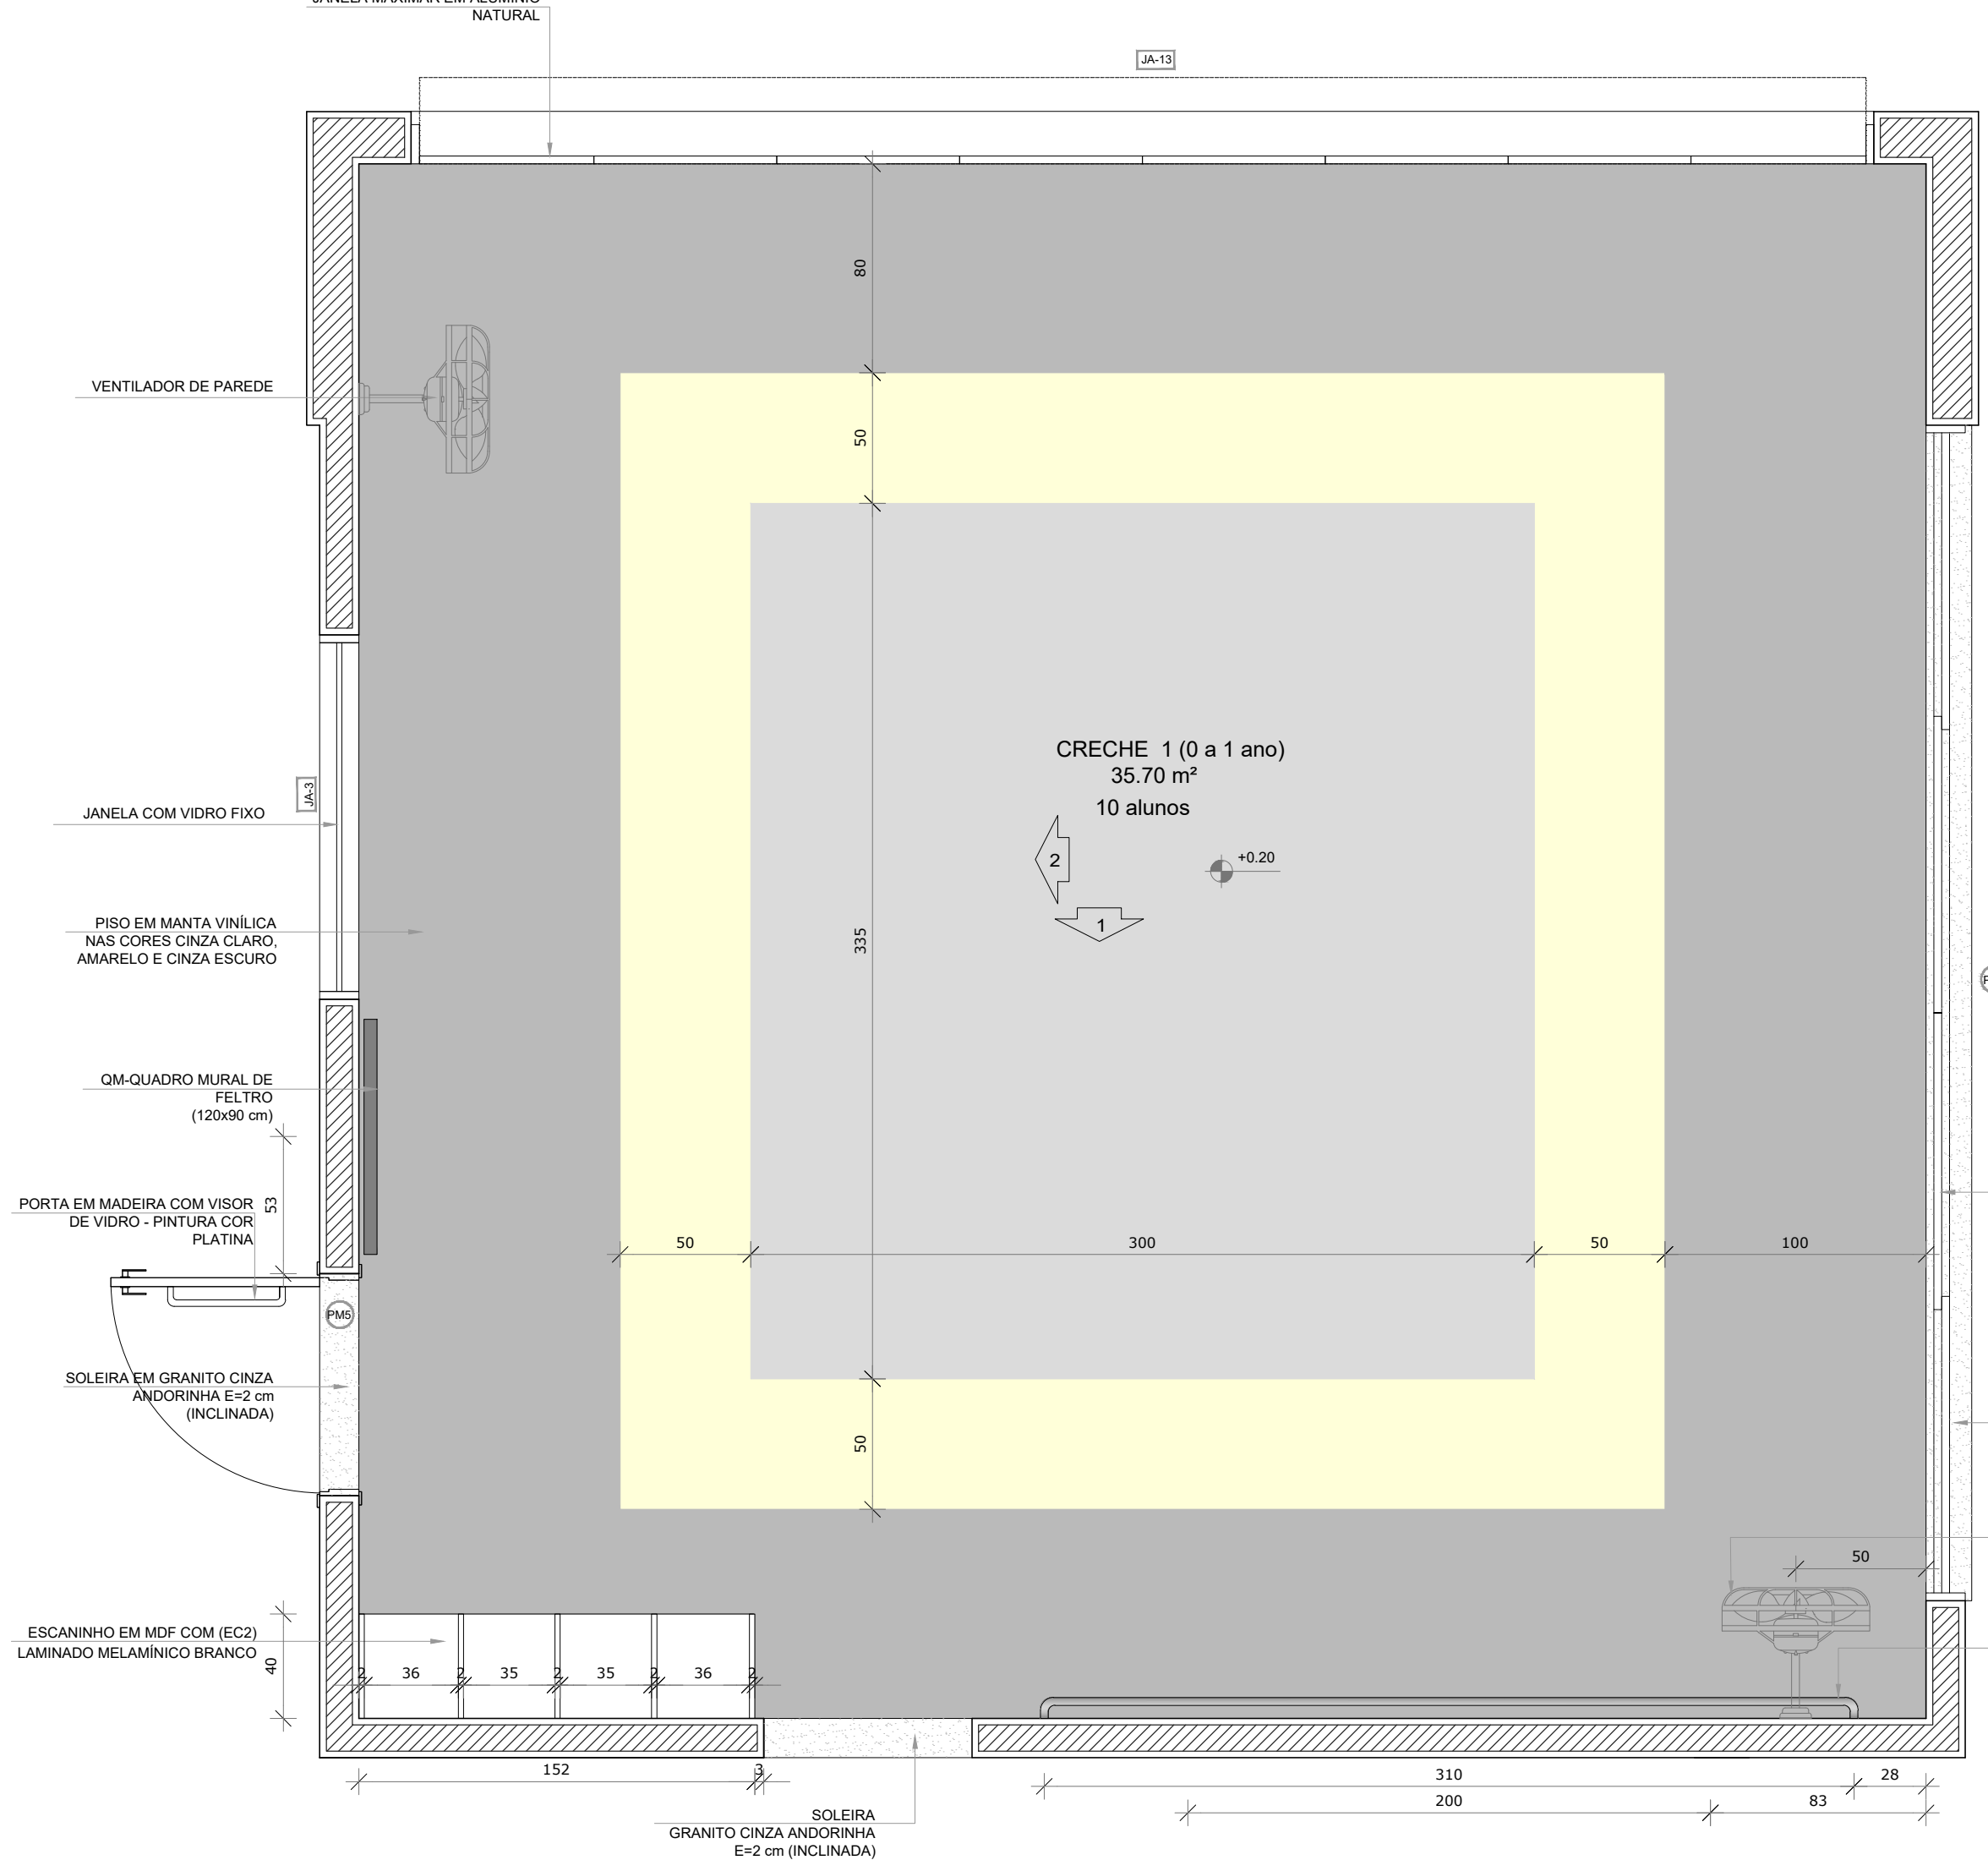 JANELA MAXIMAR EM ALUMÍNIO
NATURAL
JA-13
80
VENTILADOR DE PAREDE
50
CRECHE 1 (0 a 1 ano)
35.70 m²
10 alunos
JA-3
JANELA COM VIDRO FIXO
2
+0.20
1
PISO EM MANTA VINÍLICA
NAS CORES CINZA CLARO,
AMARELO E CINZA ESCURO
335
QM-QUADRO MURAL DE
FELTRO
(120x90 cm)
53
PORTA EM MADEIRA COM VISOR
DE VIDRO - PINTURA COR
PLATINA
50 300 50 100
PM5
SOLEIRA EM GRANITO CINZA
ANDORINHA E=2 cm
(INCLINADA)
50
50
ESCANINHO EM MDF COM (EC2)
LAMINADO MELAMÍNICO BRANCO
40
2 36 2 35 2 35 2 36 2
152 3
310 28
200 83
SOLEIRA
GRANITO CINZA ANDORINHA
E=2 cm (INCLINADA)